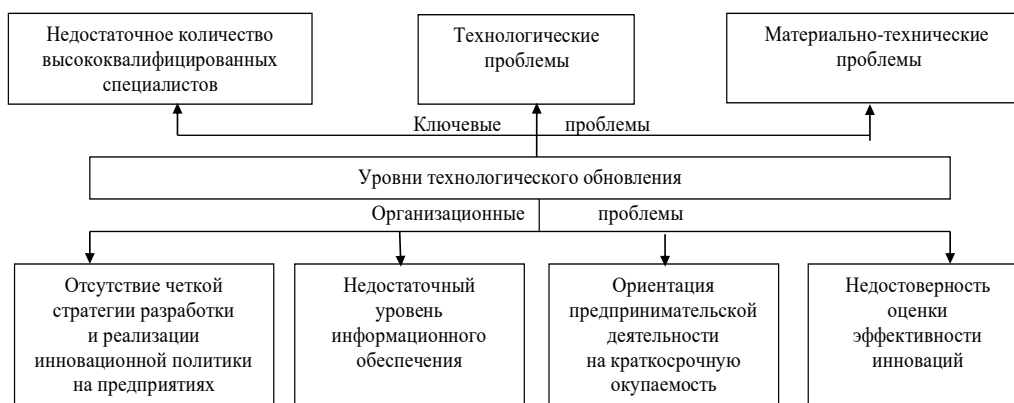 Недостаточное количество
высококвалифицированных
специалистов
Технологические
проблемы
Материально-технические
проблемы
Ключевые проблемы
Уровни технологического обновления
Организационные проблемы
Отсутствие четкой
стратегии разработки
и реализации
инновационной политики
на предприятиях
Недостаточный
уровень
информационного
обеспечения
Ориентация
предпринимательской
деятельности
на краткосрочную
окупаемость
Недостоверность
оценки
эффективности
инноваций